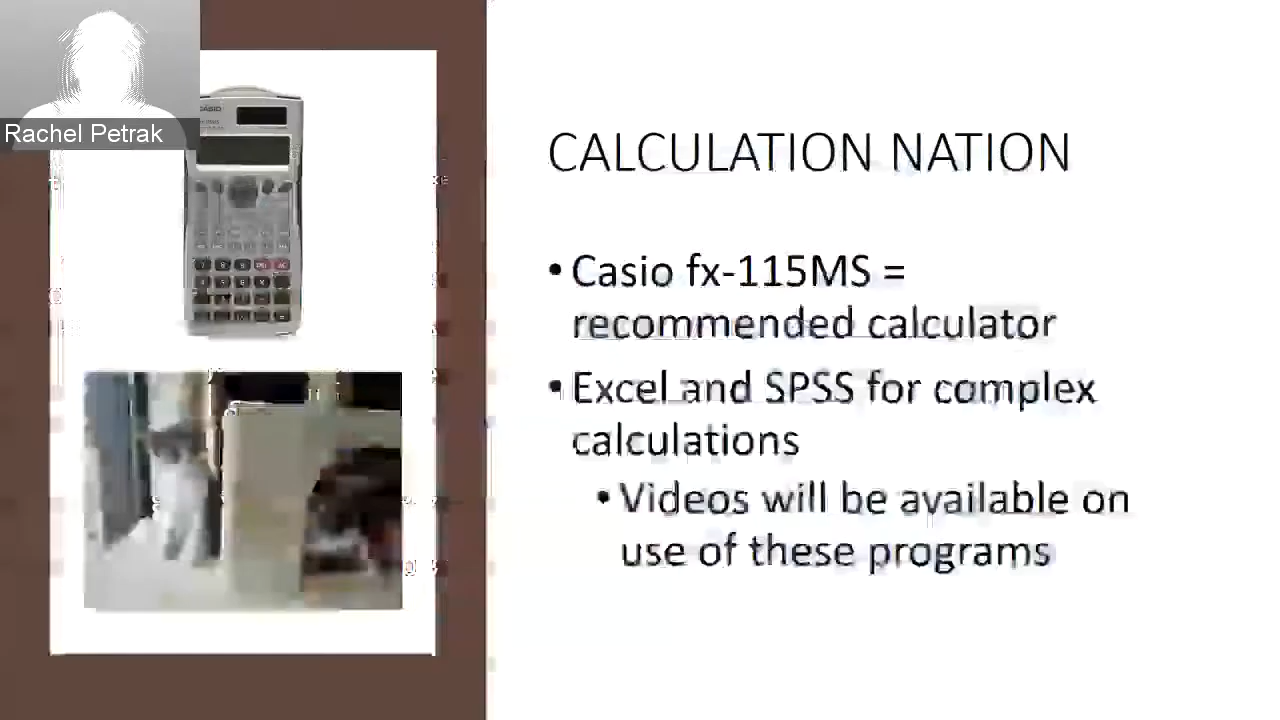 Rachel Petrak
CASIO
CALCULATION NATION
• Casio fx-115MS =
recommended calculator
• Excel and SPSS for complex
calculations
• Videos will be available on
use of these programs